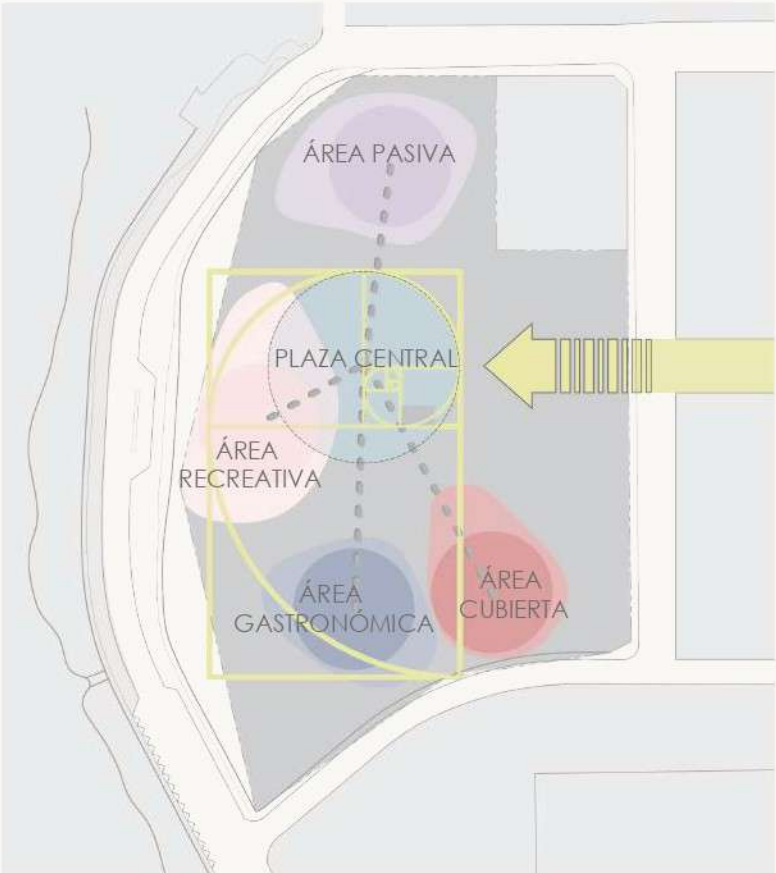 ÁREA PASIVA
PLAZA CENTRAL
ÁREA
RECREATIVA
ÁREA
GASTRONÓMICA
ÁREA
CUBIERTA